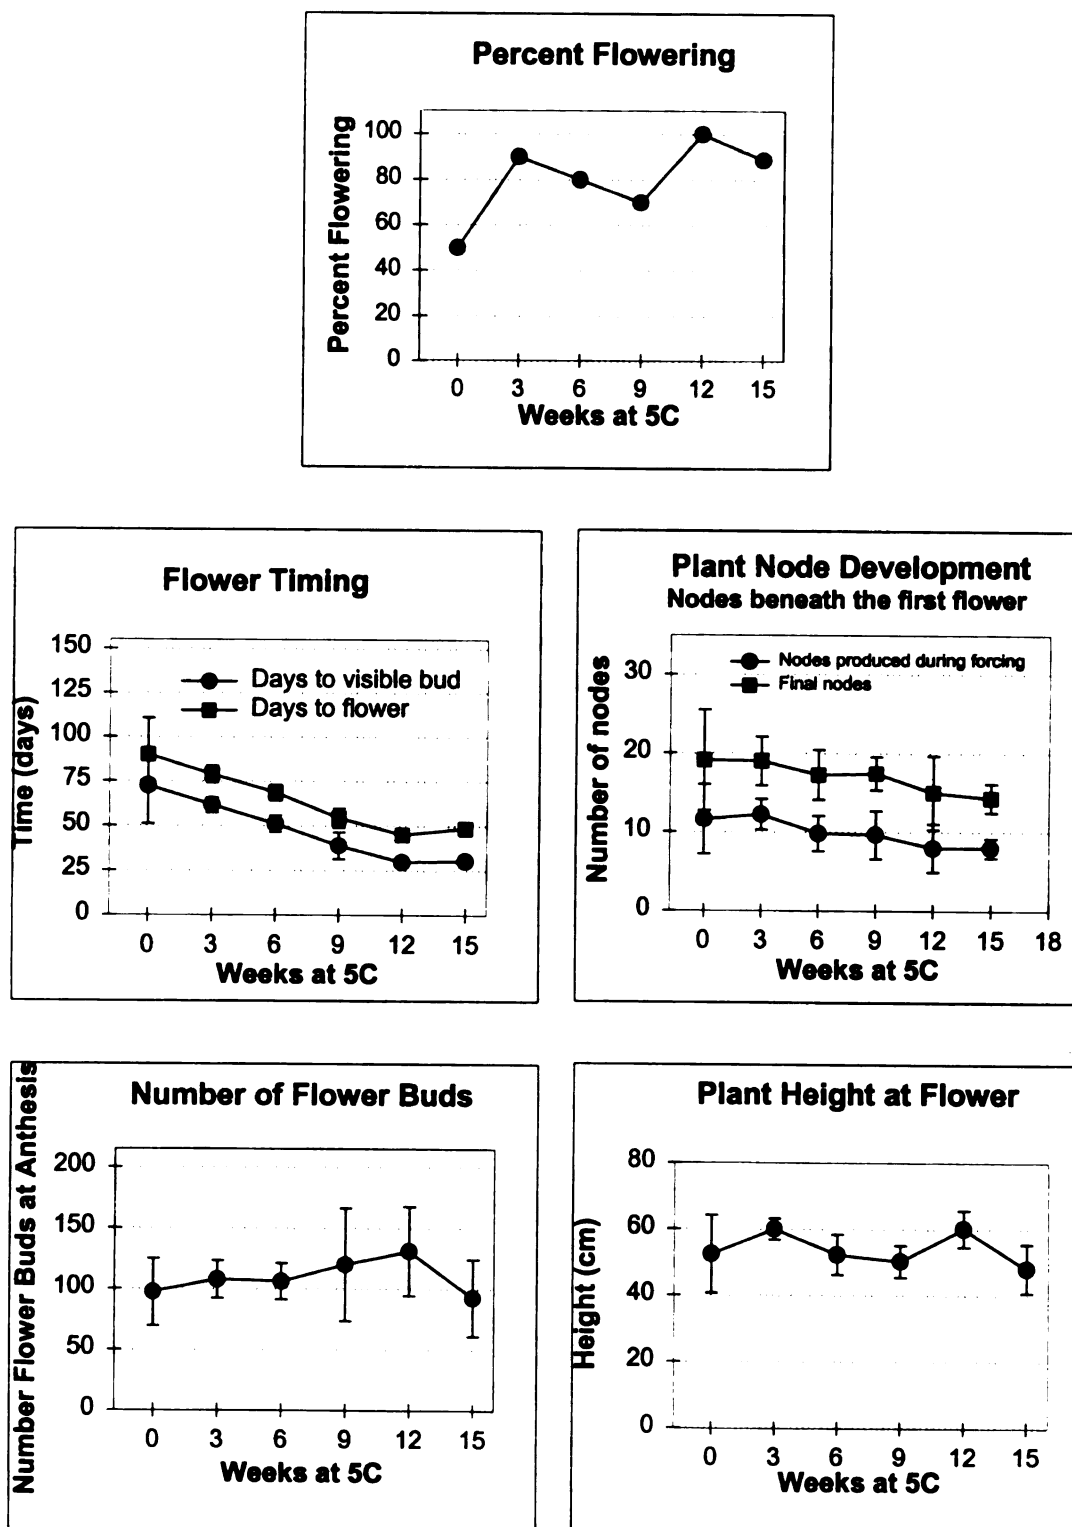 Percent Flowering
Percent Flowering
100
80
60
40
20
0
0 3 6 9 12 15
Weeks at 5C
Flower Timing
Time (days)
150
125
100
75
50
25
0
Days to visible bud
Days to flower
0 3 6 9 12 15
Weeks at 5C
Plant Node Development
Nodes beneath the first flower
Number of nodes
30
20
10
0
Nodes produced during forcing
Final nodes
0 3 6 9 12 15 18
Weeks at 5C
Number of Flower Buds
Number Flower Buds at Anthesis
200
150
100
50
0
0 3 6 9 12 15
Weeks at 5C
Plant Height at Flower
Height (cm)
80
60
40
20
0
0 3 6 9 12 15
Weeks at 5C